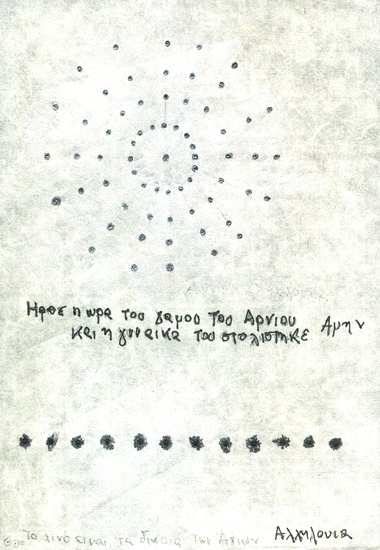 Ηρθε η ωρα του γαμου του Αρνιου Αμην
και η γυναικα του στολιστηκε
το λινο ειναι τα δικαια των Αγιων Αλληλουια